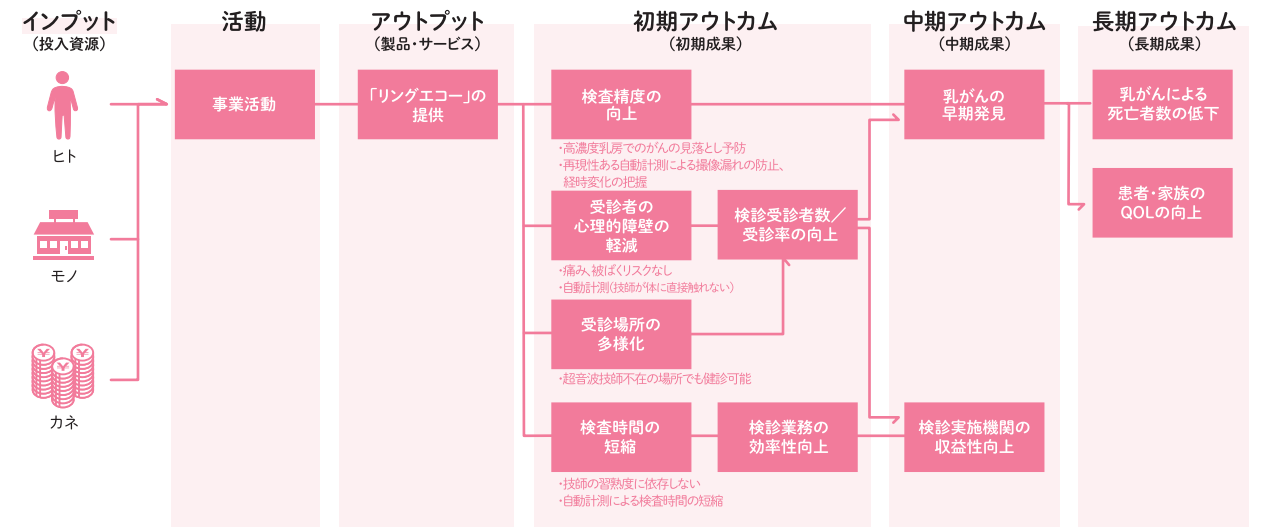 インプット
（投入資源）
ヒト
モノ
カネ
活動
事業活動
アウトプット
（製品・サービス）
「リングエコー」の
提供
初期アウトカム
（初期成果）
検査精度の
向上
・高濃度乳房でのがんの見落とし予防
・再現性ある自動計測による撮像漏れの防止、
経時変化の把握
受診者の
心理的障壁の
軽減
・痛み、被ばくリスクなし
・自動計測（技師が体に直接触れない）
検診受診者数／
受診率の向上
受診場所の
多様化
・超音波技師不在の場所でも健診可能
検査時間の
短縮
・技師の習熟度に依存しない
・自動計測による検査時間の短縮
検診業務の
効率性向上
中期アウトカム
（中期成果）
乳がんの
早期発見
検診実施機関の
収益性向上
長期アウトカム
（長期成果）
乳がんによる
死亡者数の低下
患者・家族の
QOLの向上